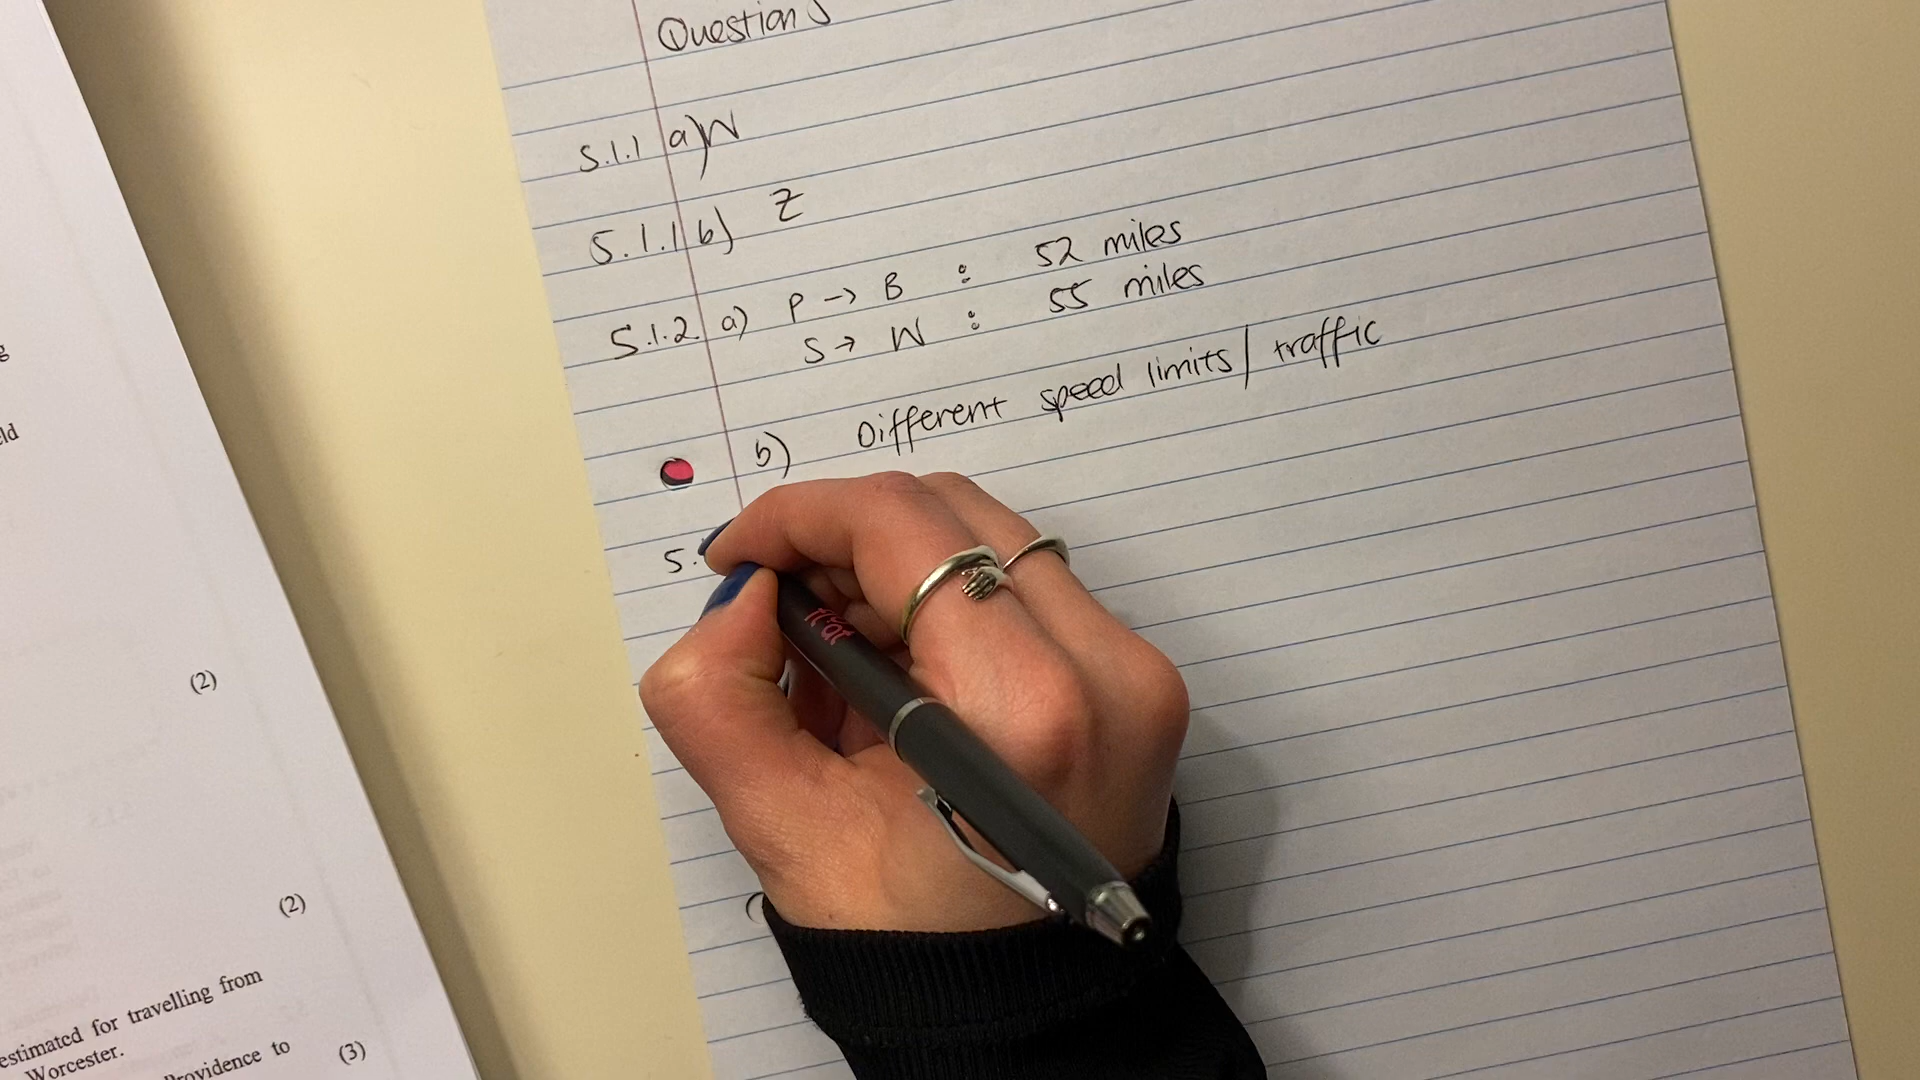 Question 5
5.1.1 a) W
5.1.1 b) Z
5.1.2. a) P → B : 52 miles
S → W : 55 miles
b) Different speed limits / traffic
5.
(2)
(2)
estimated for travelling from
Worcester.
(3)
Providence to